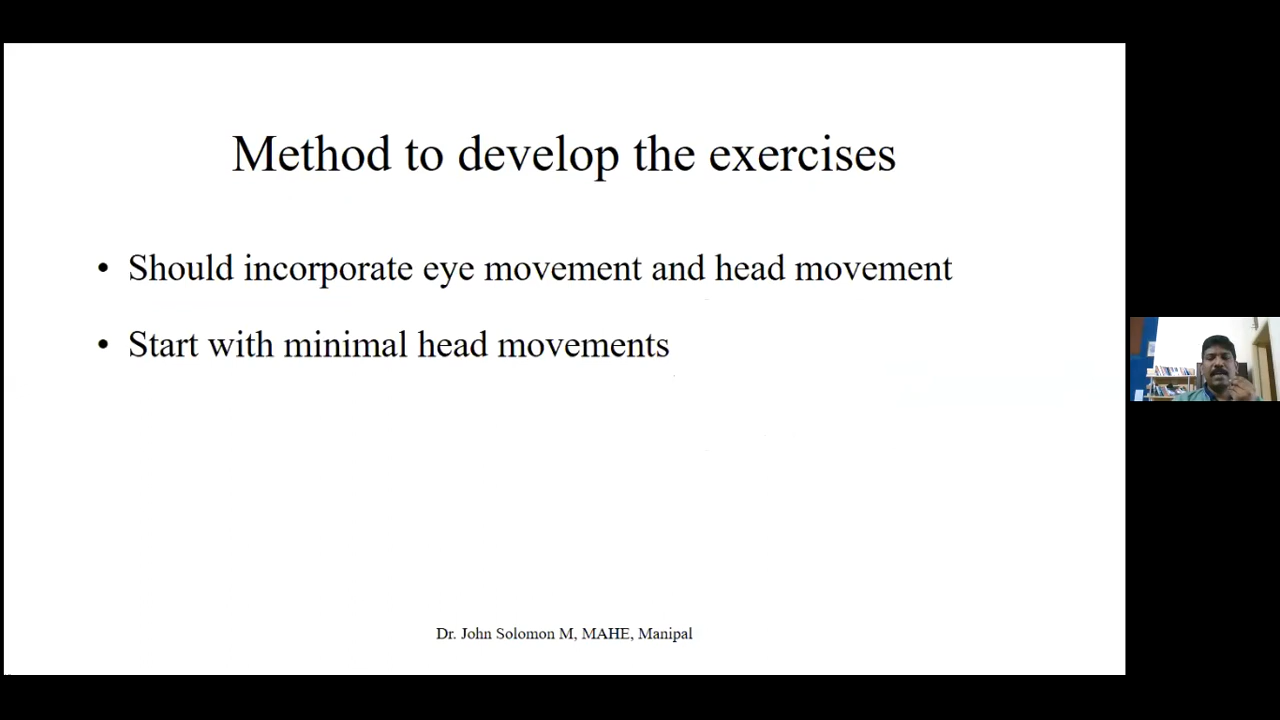 Method to develop the exercises
• Should incorporate eye movement and head movement
• Start with minimal head movements
Dr. John Solomon M, MAHE, Manipal